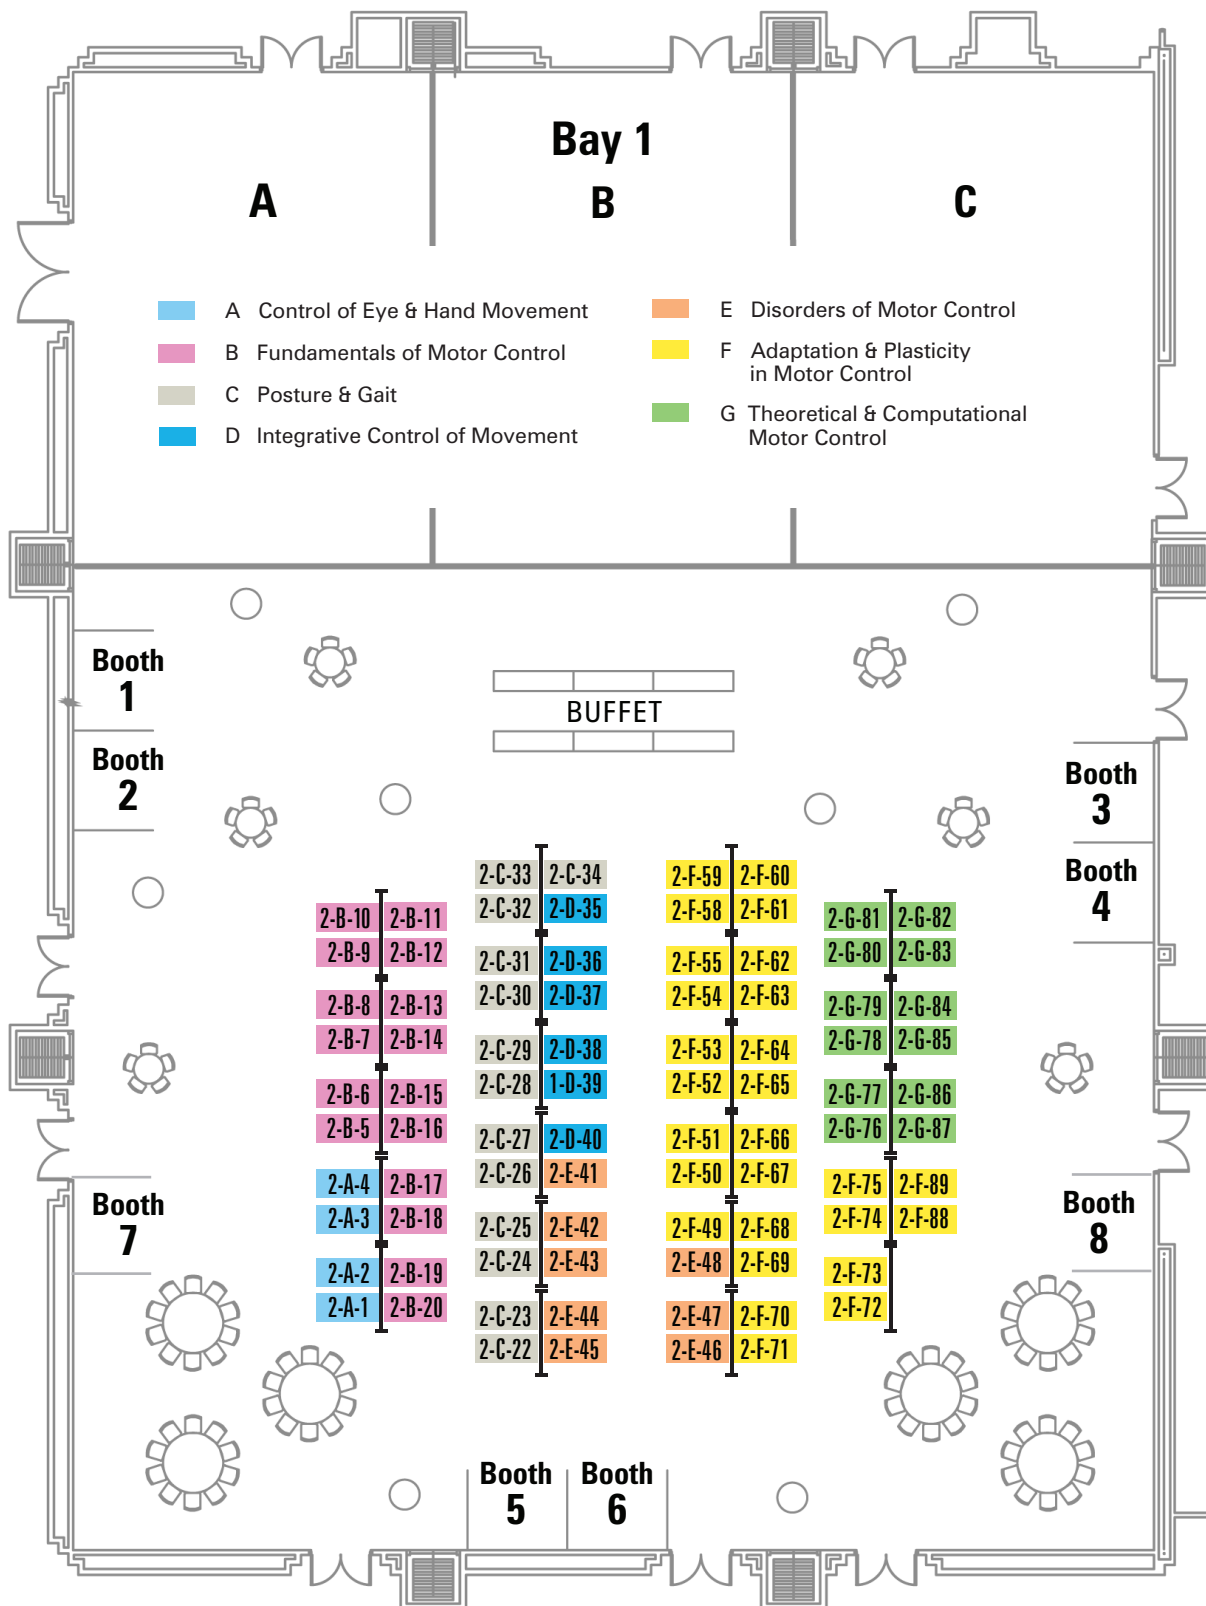 Bay 1
A
B
C
A Control of Eye & Hand Movement
B Fundamentals of Motor Control
C Posture & Gait
D Integrative Control of Movement
E Disorders of Motor Control
F Adaptation & Plasticity
in Motor Control
G Theoretical & Computational
Motor Control
Booth
1
Booth
2
BUFFET
Booth
3
Booth
4
2-B-10 2-B-11
2-B-9 2-B-12
2-B-8 2-B-13
2-B-7 2-B-14
2-B-6 2-B-15
2-B-5 2-B-16
2-A-4 2-B-17
2-A-3 2-B-18
2-A-2 2-B-19
2-A-1 2-B-20
2-C-33 2-C-34
2-C-32 2-D-35
2-C-31 2-D-36
2-C-30 2-D-37
2-C-29 2-D-38
2-C-28 1-D-39
2-C-27 2-D-40
2-C-26 2-E-41
2-C-25 2-E-42
2-C-24 2-E-43
2-C-23 2-E-44
2-C-22 2-E-45
2-F-59 2-F-60
2-F-58 2-F-61
2-F-55 2-F-62
2-F-54 2-F-63
2-F-53 2-F-64
2-F-52 2-F-65
2-F-51 2-F-66
2-F-50 2-F-67
2-F-49 2-F-68
2-E-48 2-F-69
2-E-47 2-F-70
2-E-46 2-F-71
2-G-81 2-G-82
2-G-80 2-G-83
2-G-79 2-G-84
2-G-78 2-G-85
2-G-77 2-G-86
2-G-76 2-G-87
2-F-75 2-F-89
2-F-74 2-F-88
2-F-73
2-F-72
Booth
7
Booth
8
Booth
5
Booth
6